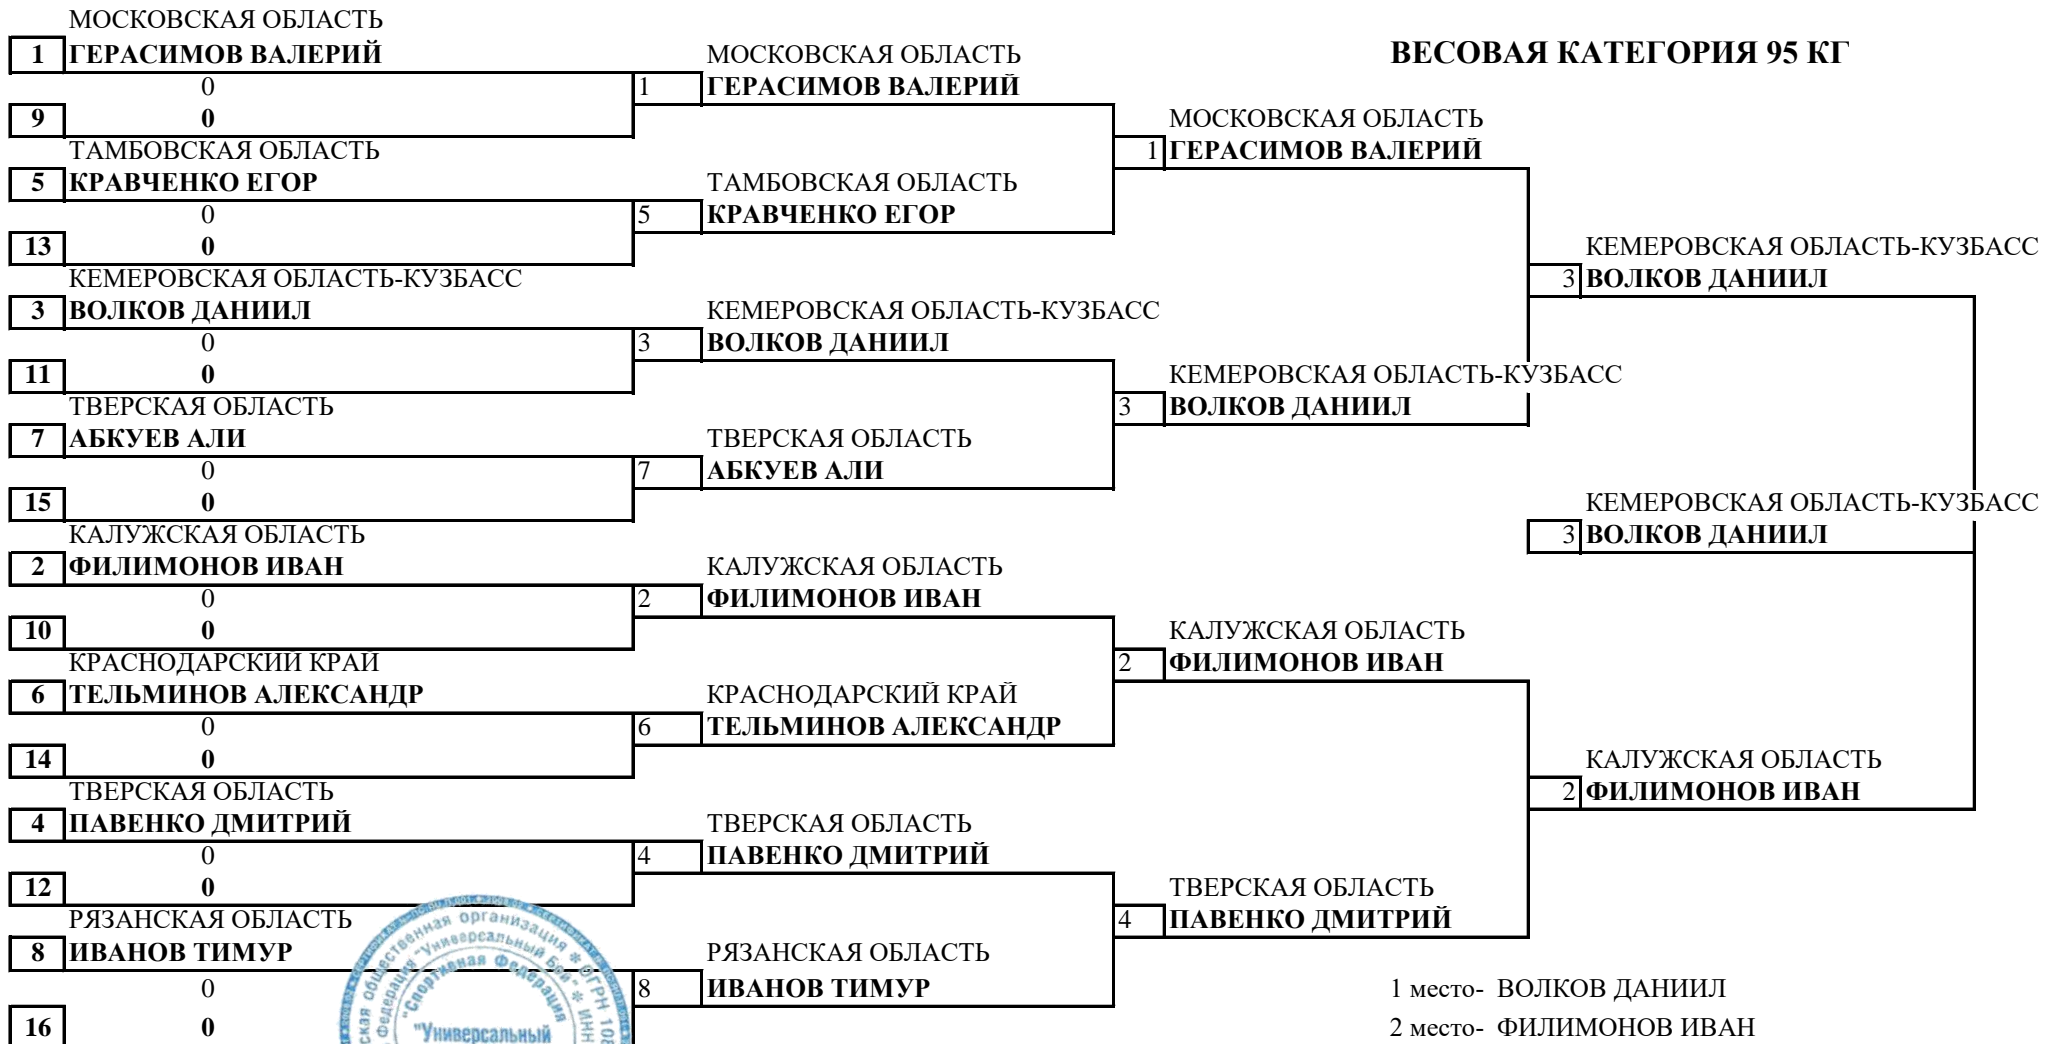 МОСКОВСКАЯ ОБЛАСТЬ
1 ГЕРАСИМОВ ВАЛЕРИЙ
0
9 0
ТАМБОВСКАЯ ОБЛАСТЬ
5 КРАВЧЕНКО ЕГОР
0
13 0
КЕМЕРОВСКАЯ ОБЛАСТЬ-КУЗБАСС
3 ВОЛКОВ ДАНИИЛ
0
11 0
ТВЕРСКАЯ ОБЛАСТЬ
7 АБКУЕВ АЛИ
0
15 0
КАЛУЖСКАЯ ОБЛАСТЬ
2 ФИЛИМОНОВ ИВАН
0
10 0
КРАСНОДАРСКИЙ КРАЙ
6 ТЕЛЬМИНОВ АЛЕКСАНДР
0
14 0
ТВЕРСКАЯ ОБЛАСТЬ
4 ПАВЕНКО ДМИТРИЙ
0
12 0
РЯЗАНСКАЯ ОБЛАСТЬ
8 ИВАНОВ ТИМУР
0
16 0
МОСКОВСКАЯ ОБЛАСТЬ
1 ГЕРАСИМОВ ВАЛЕРИЙ
ТАМБОВСКАЯ ОБЛАСТЬ
5 КРАВЧЕНКО ЕГОР
КЕМЕРОВСКАЯ ОБЛАСТЬ-КУЗБАСС
3 ВОЛКОВ ДАНИИЛ
ТВЕРСКАЯ ОБЛАСТЬ
7 АБКУЕВ АЛИ
КАЛУЖСКАЯ ОБЛАСТЬ
2 ФИЛИМОНОВ ИВАН
КРАСНОДАРСКИЙ КРАЙ
6 ТЕЛЬМИНОВ АЛЕКСАНДР
ТВЕРСКАЯ ОБЛАСТЬ
4 ПАВЕНКО ДМИТРИЙ
РЯЗАНСКАЯ ОБЛАСТЬ
8 ИВАНОВ ТИМУР
ВЕСОВАЯ КАТЕГОРИЯ 95 КГ
МОСКОВСКАЯ ОБЛАСТЬ
1 ГЕРАСИМОВ ВАЛЕРИЙ
КЕМЕРОВСКАЯ ОБЛАСТЬ-КУЗБАСС
3 ВОЛКОВ ДАНИИЛ
КАЛУЖСКАЯ ОБЛАСТЬ
2 ФИЛИМОНОВ ИВАН
ТВЕРСКАЯ ОБЛАСТЬ
4 ПАВЕНКО ДМИТРИЙ
КЕМЕРОВСКАЯ ОБЛАСТЬ-КУЗБАСС
3 ВОЛКОВ ДАНИИЛ
КЕМЕРОВСКАЯ ОБЛАСТЬ-КУЗБАСС
3 ВОЛКОВ ДАНИИЛ
КАЛУЖСКАЯ ОБЛАСТЬ
2 ФИЛИМОНОВ ИВАН
1 место- ВОЛКОВ ДАНИИЛ
2 место- ФИЛИМОНОВ ИВАН
общественная организация * ОГРН
"Универсальный Бой" * ИНН
"Спортивная Федерация
"Универсальный